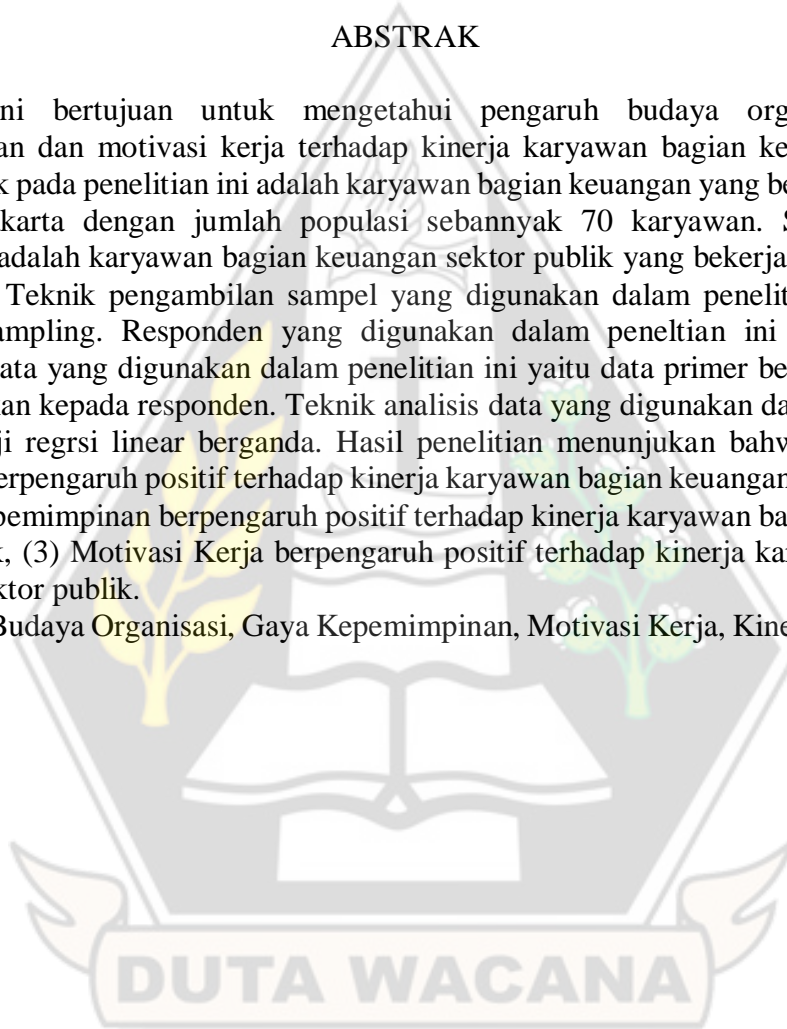 ABSTRAK
ni bertujuan untuk mengetahui pengaruh budaya org
an dan motivasi kerja terhadap kinerja karyawan bagian ke
k pada penelitian ini adalah karyawan bagian keuangan yang be
karta dengan jumlah populasi sebannyak 70 karyawan. S
adalah karyawan bagian keuangan sektor publik yang bekerja
Teknik pengambilan sampel yang digunakan dalam penelit
ampling. Responden yang digunakan dalam peneltian ini
ata yang digunakan dalam penelitian ini yaitu data primer be
kan kepada responden. Teknik analisis data yang digunakan da
ji regrsi linear berganda. Hasil penelitian menunjukan bahw
erpengaruh positif terhadap kinerja karyawan bagian keuangan
pemimpinan berpengaruh positif terhadap kinerja karyawan ba
k, (3) Motivasi Kerja berpengaruh positif terhadap kinerja kar
ktor publik.
Budaya Organisasi, Gaya Kepemimpinan, Motivasi Kerja, Kine
DUTA WACANA